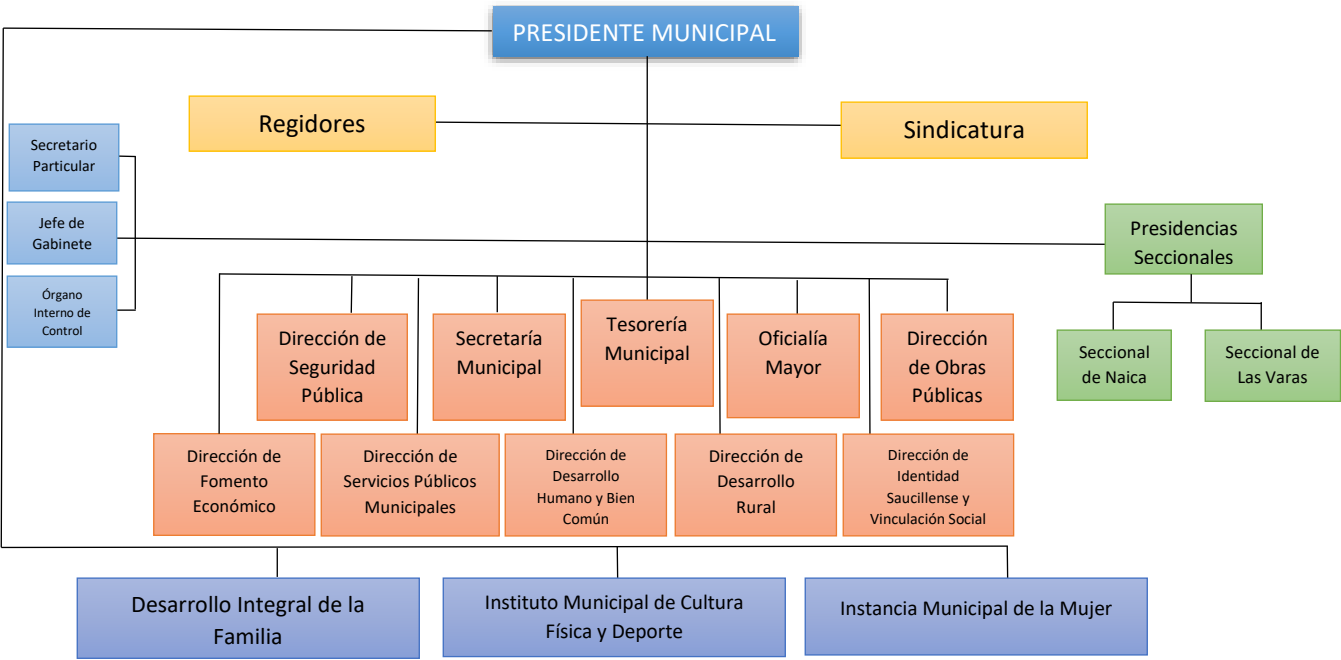 PRESIDENTE MUNICIPAL
Regidores
Sindicatura
Secretario
Particular
Jefe de
Gabinete
Órgano
Interno de
Control
Presidencias
Seccionales
Seccional
de Naica
Seccional de
Las Varas
Dirección de
Seguridad
Pública
Secretaría
Municipal
Tesorería
Municipal
Oficialía
Mayor
Dirección
de Obras
Públicas
Dirección de
Fomento
Económico
Dirección de
Servicios Públicos
Municipales
Dirección de
Desarrollo
Humano y Bien
Común
Dirección de
Desarrollo
Rural
Dirección de
Identidad
Saucillense y
Vinculación Social
Desarrollo Integral de la
Familia
Instituto Municipal de Cultura
Física y Deporte
Instancia Municipal de la Mujer